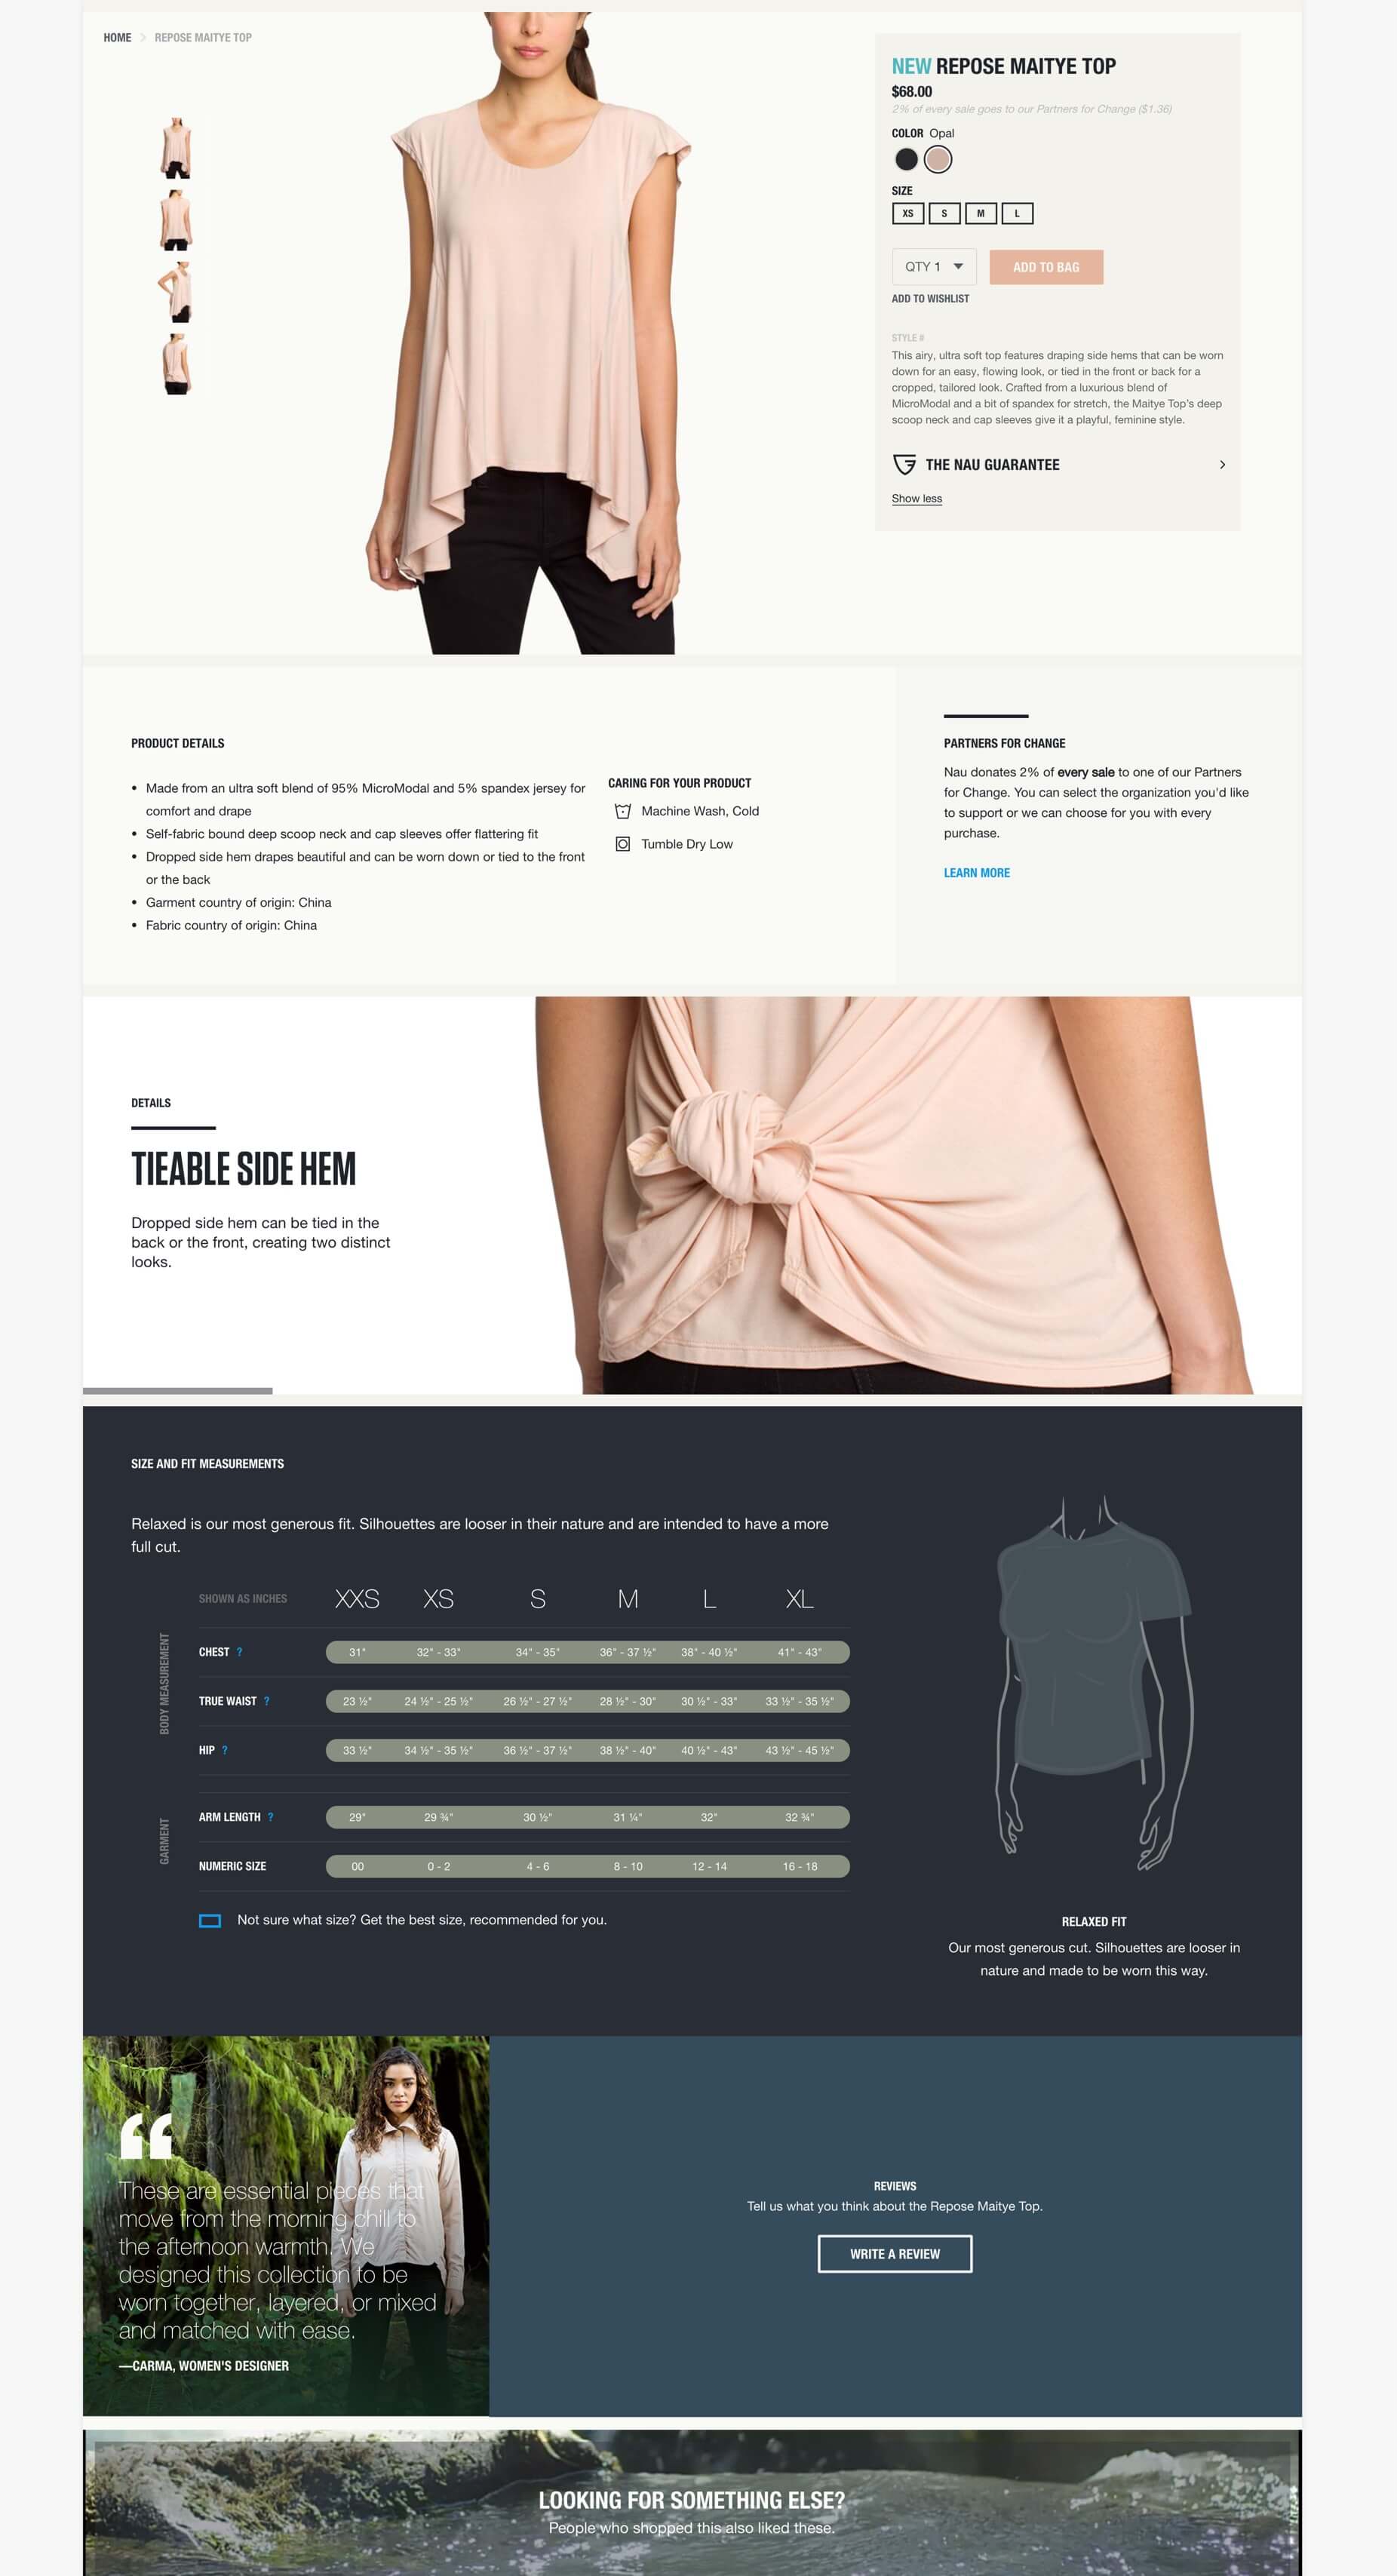 HOME > REPOSE MAITYE TOP
NEW REPOSE MAITYE TOP
$68.00
2% of every sale goes to our Partners for Change ($1.36)
COLOR Opal
SIZE
XS S M L
QTY 1 ADD TO BAG
ADD TO WISHLIST
STYLE #
This airy, ultra soft top features draping side hems that can be worn
down for an easy, flowing look, or tied in the front or back for a
cropped, tailored look. Crafted from a luxurious blend of
MicroModal and a bit of spandex for stretch, the Maitye Top's deep
scoop neck and cap sleeves give it a playful, feminine style.
THE NAU GUARANTEE >
Show less
PRODUCT DETAILS
• Made from an ultra soft blend of 95% MicroModal and 5% spandex jersey for
comfort and drape
• Self-fabric bound deep scoop neck and cap sleeves offer flattering fit
• Dropped side hem drapes beautiful and can be worn down or tied to the front
or the back
• Garment country of origin: China
• Fabric country of origin: China
CARING FOR YOUR PRODUCT
Machine Wash, Cold
Tumble Dry Low
PARTNERS FOR CHANGE
Nau donates 2% of every sale to one of our Partners
for Change. You can select the organization you'd like
to support or we can choose for you with every
purchase.
LEARN MORE
DETAILS
TIEABLE SIDE HEM
Dropped side hem can be tied in the
back or the front, creating two distinct
looks.
SIZE AND FIT MEASUREMENTS
Relaxed is our most generous fit. Silhouettes are looser in their nature and are intended to have a more
full cut.
SHOWN AS INCHES XXS XS S M L XL
BODY MEASUREMENT
CHEST ? 31" 32" - 33" 34" - 35" 36" - 37 ½" 38" - 40 ½" 41" - 43"
TRUE WAIST ? 23 ½" 24 ½" - 25 ½" 26 ½" - 27 ½" 28 ½" - 30" 30 ½" - 33" 33 ½" - 35 ½"
HIP ? 33 ½" 34 ½" - 35 ½" 36 ½" - 37 ½" 38 ½" - 40" 40 ½" - 43" 43 ½" - 45 ½"
GARMENT
ARM LENGTH ? 29" 29 ¾" 30 ½" 31 ¼" 32" 32 ¾"
NUMERIC SIZE 00 0 - 2 4 - 6 8 - 10 12 - 14 16 - 18
Not sure what size? Get the best size, recommended for you.
RELAXED FIT
Our most generous cut. Silhouettes are looser in
nature and made to be worn this way.
“
These are essential pieces that
move from the morning chill to
the afternoon warmth. We
designed this collection to be
worn together, layered, or mixed
and matched with ease.
—CARMA, WOMEN'S DESIGNER
REVIEWS
Tell us what you think about the Repose Maitye Top.
WRITE A REVIEW
LOOKING FOR SOMETHING ELSE?
People who shopped this also liked these.